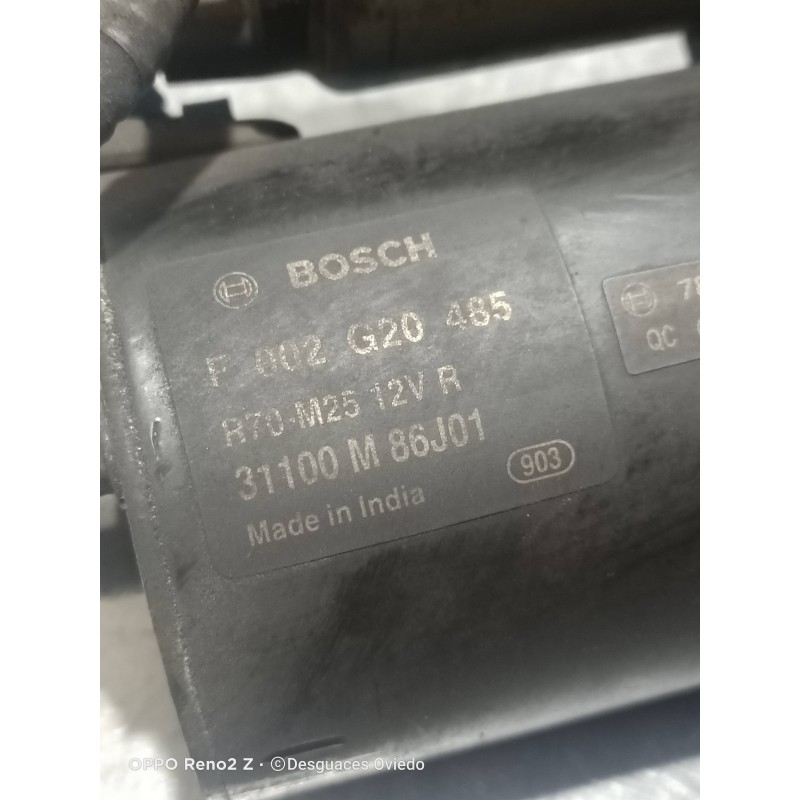 BOSCH
F 002 G20 485
R70-M25 12V R
31100 M 86J01
Made in India
903
QC
OPPO Reno2 Z · ©Desguaces Oviedo